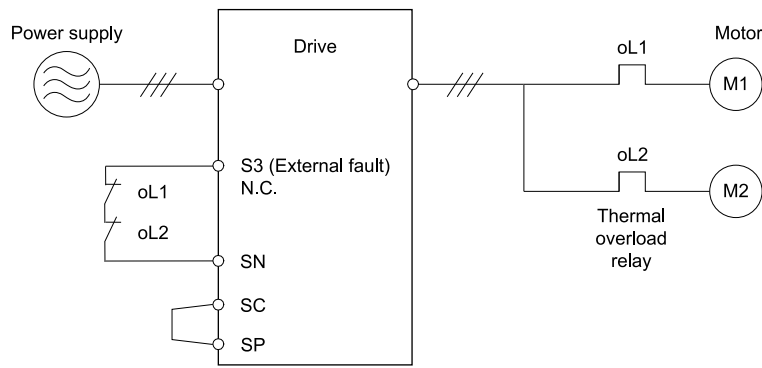 Power supply
Drive
oL1
Motor
M1
S3 (External fault)
N.C.
oL1
oL2
oL2
M2
Thermal
overload
relay
SN
SC
SP